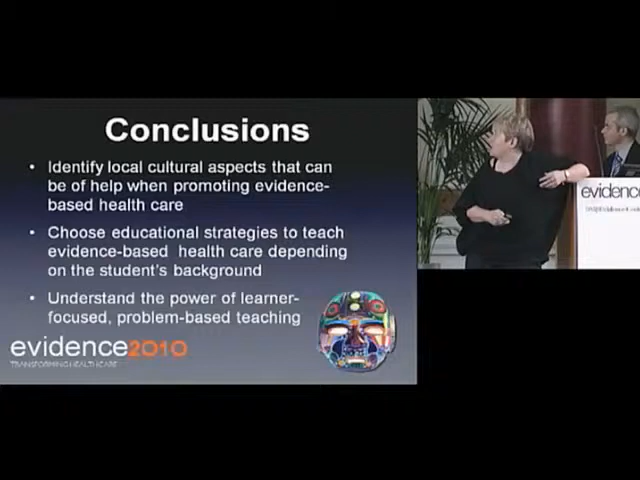 Conclusions
• Identify local cultural aspects that can
be of help when promoting evidence-
based health care
• Choose educational strategies to teach
evidence-based health care depending
on the student's background
• Understand the power of learner-
focused, problem-based teaching
evidence2010
TRANSFORMING HEALTHCARE
evidence